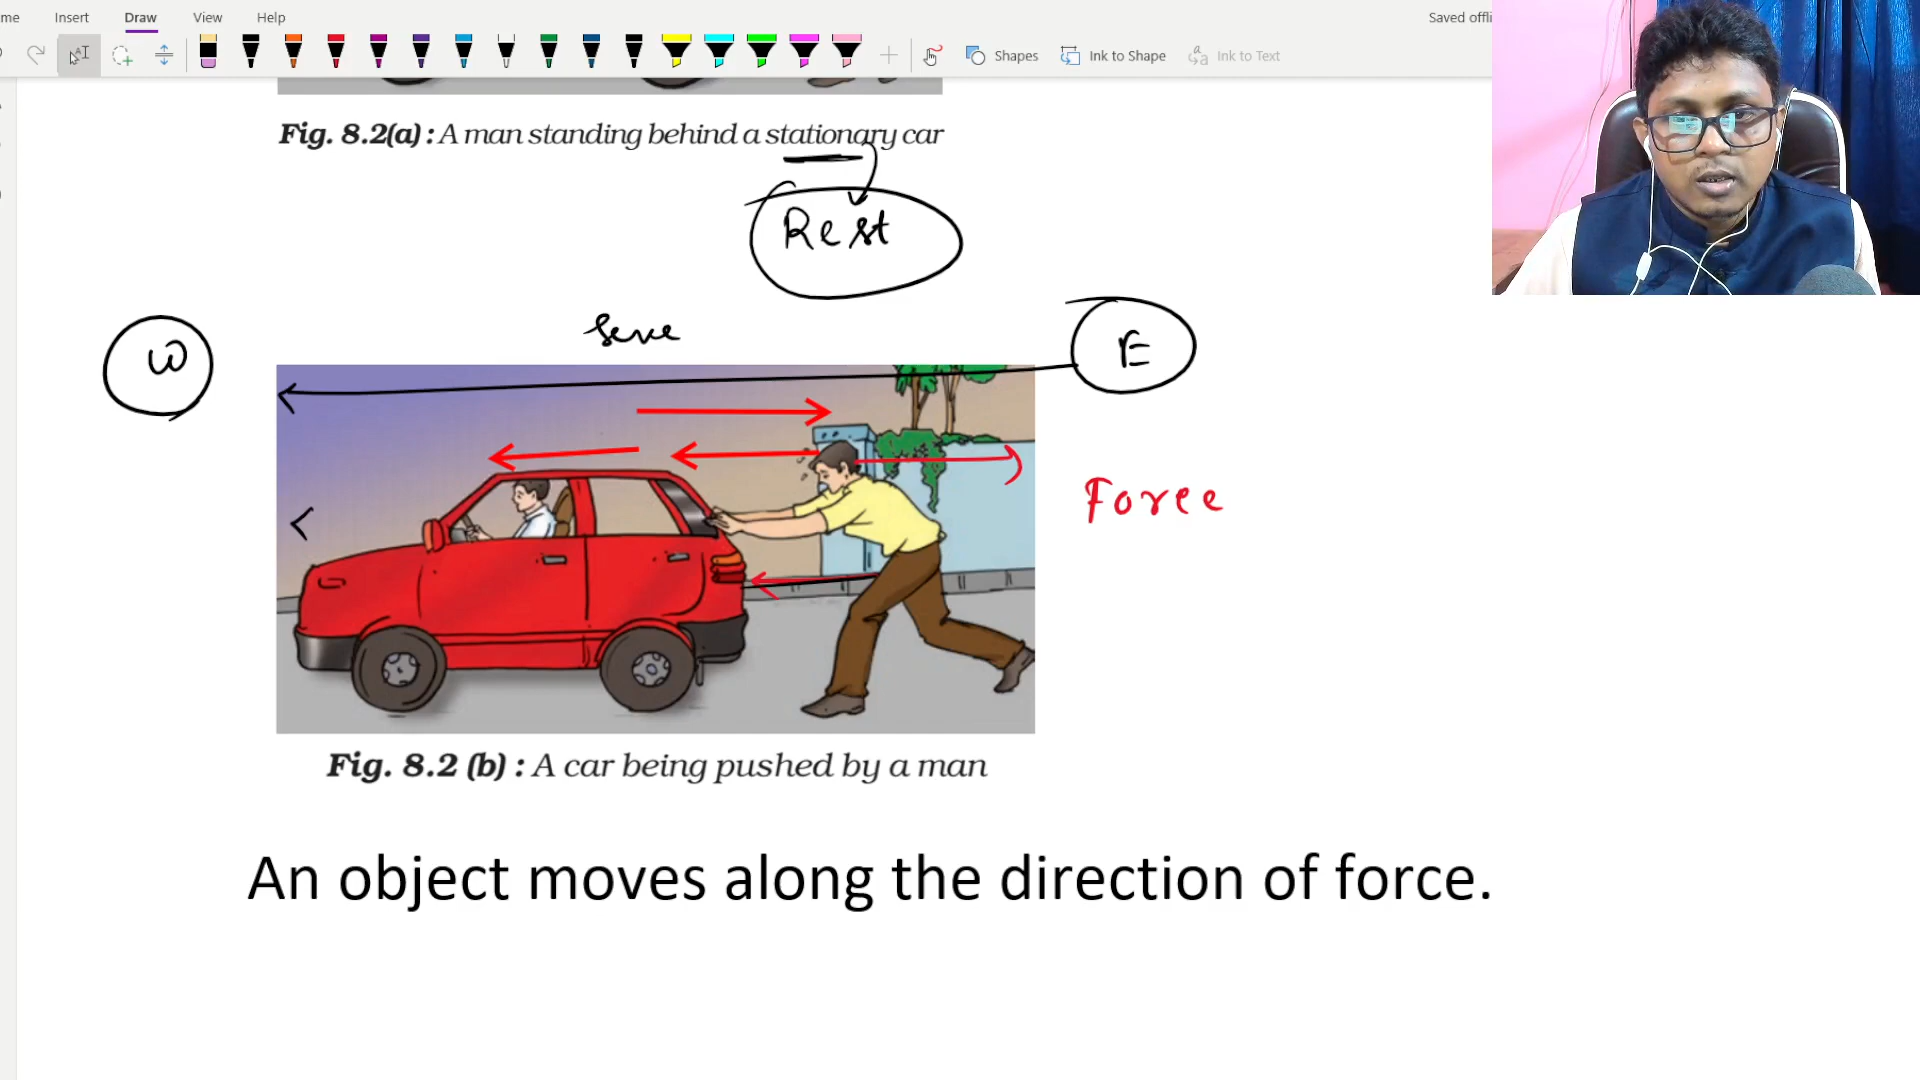 me Insert Draw View Help Saved offli
Shapes Ink to Shape Ink to Text
Fig. 8.2(a) : A man standing behind a stationary car
Rest
W E
Force
Fig. 8.2 (b) : A car being pushed by a man
An object moves along the direction of force.